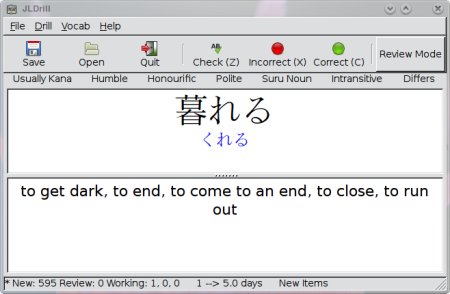 JLDrill
File Drill Vocab Help
Save Open Quit Check (Z) Incorrect (X) Correct (C) Review Mode
Usually Kana Humble Honourific Polite Suru Noun Intransitive Differs
暮れる
くれる
to get dark, to end, to come to an end, to close, to run
out
* New: 595 Review: 0 Working: 1, 0, 0 1 --> 5.0 days New Items